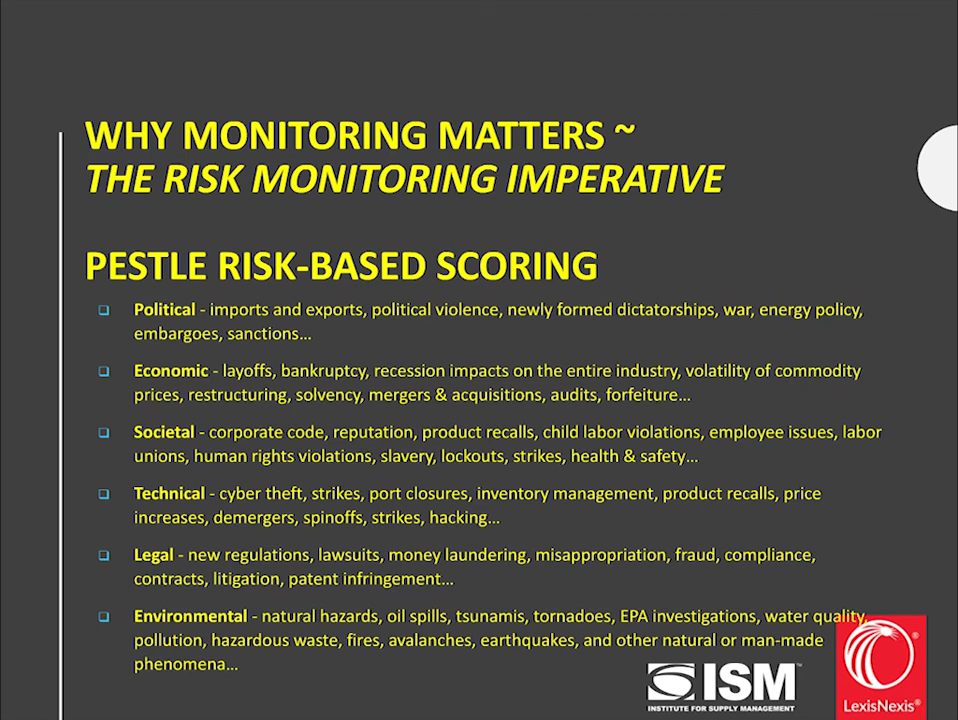 WHY MONITORING MATTERS ~
THE RISK MONITORING IMPERATIVE
PESTLE RISK-BASED SCORING
Political - imports and exports, political violence, newly formed dictatorships, war, energy policy,
embargoes, sanctions...
Economic - layoffs, bankruptcy, recession impacts on the entire industry, volatility of commodity
prices, restructuring, solvency, mergers & acquisitions, audits, forfeiture...
Societal - corporate code, reputation, product recalls, child labor violations, employee issues, labor
unions, human rights violations, slavery, lockouts, strikes, health & safety...
Technical - cyber theft, strikes, port closures, inventory management, product recalls, price
increases, demergers, spinoffs, strikes, hacking...
Legal - new regulations, lawsuits, money laundering, misappropriation, fraud, compliance,
contracts, litigation, patent infringement...
Environmental - natural hazards, oil spills, tsunamis, tornadoes, EPA investigations, water quality,
pollution, hazardous waste, fires, avalanches, earthquakes, and other natural or man-made
phenomena...
ISM™
INSTITUTE FOR SUPPLY MANAGEMENT
®
LexisNexis®